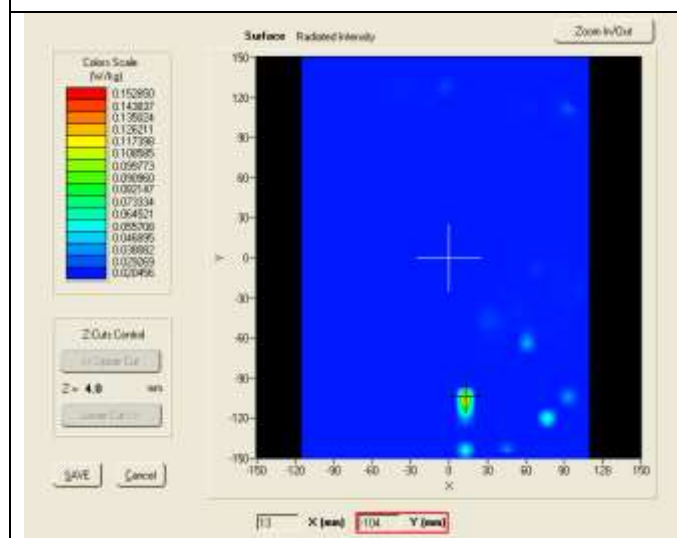 Surface Radiated Intensity
Zoom In/Out
Colors Scale
(W/kg)
0.152850
0.143837
0.135024
0.126211
0.117398
0.108585
0.099773
0.090960
0.082147
0.073334
0.064521
0.055708
0.046895
0.038082
0.029269
0.020456
150
120
90
60
30
0
-30
-60
-90
-120
-150
Y
-150 -120 -90 -60 -30 0 30 60 90 120 150
X
Z Cuts Control
Z = 4.0 mm
SAVE Cancel
13 X (mm) -104 Y (mm)